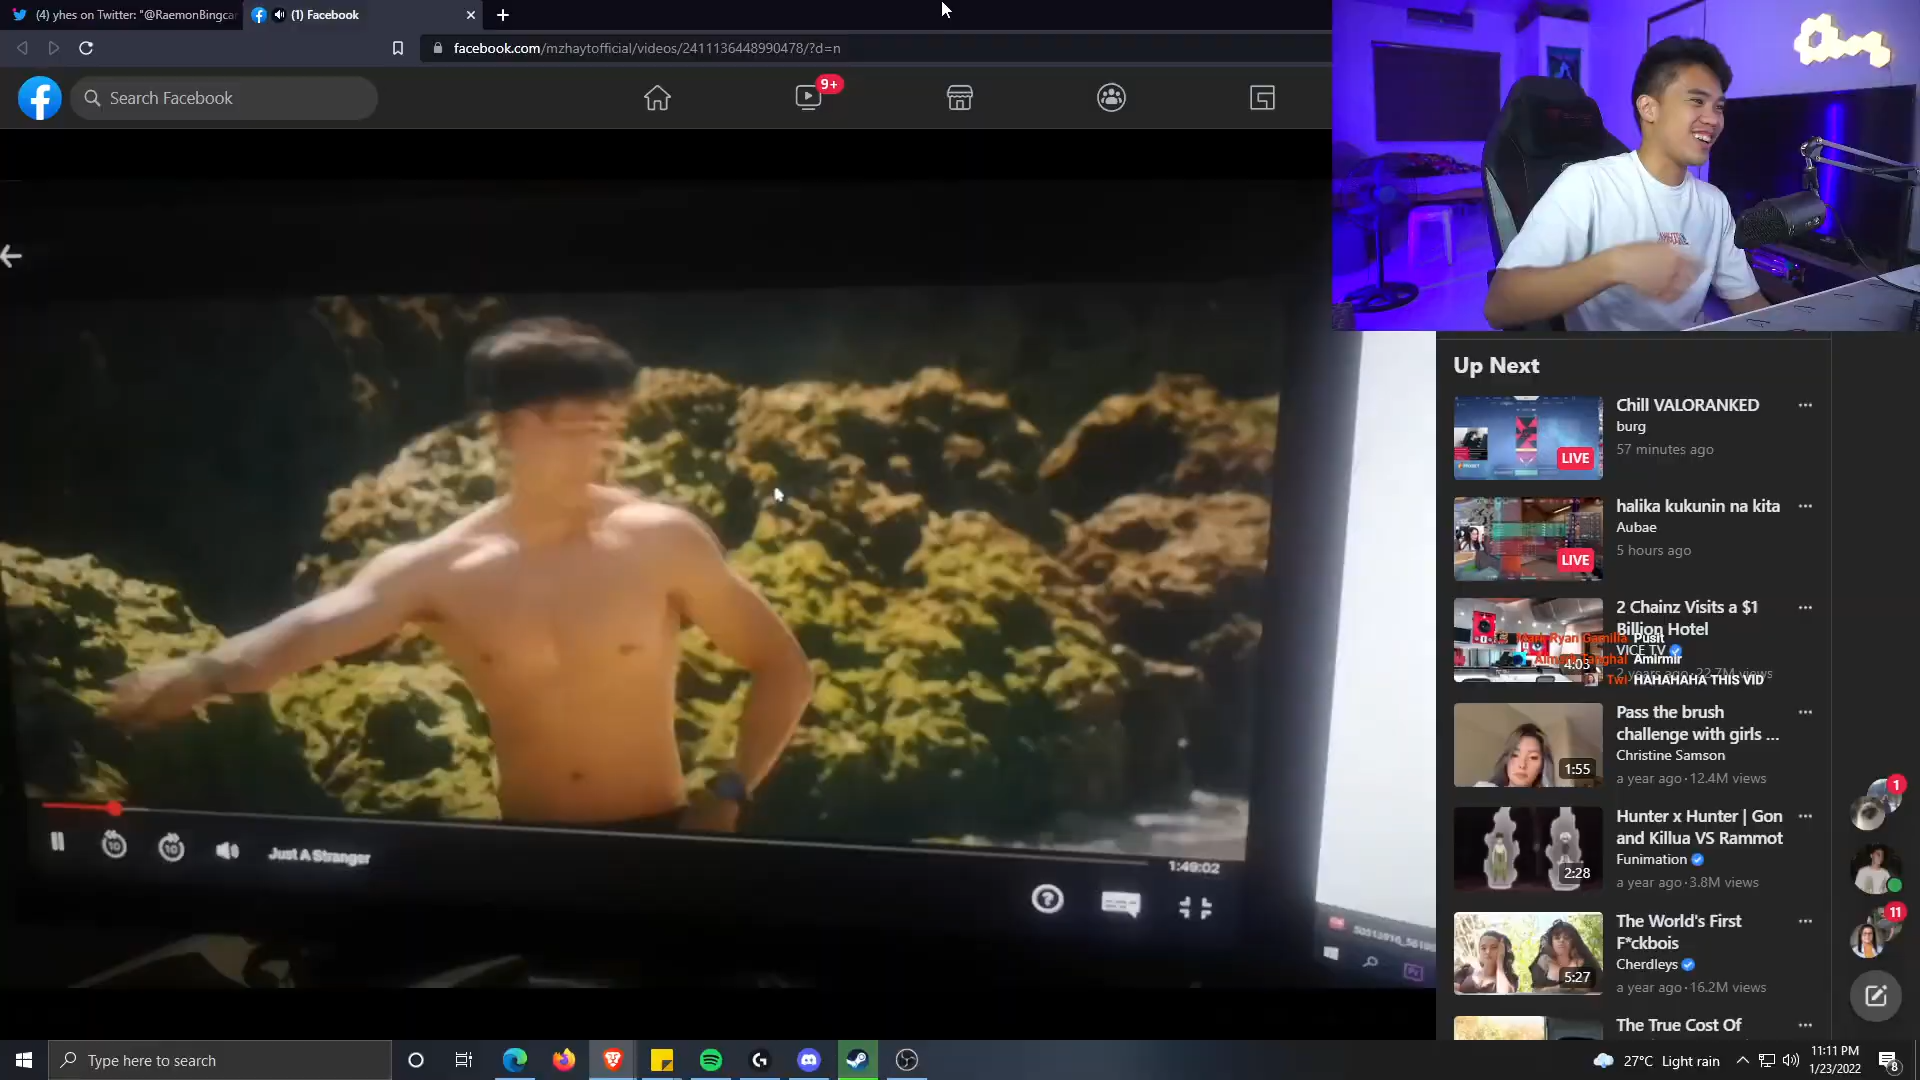 (4) yhes on Twitter: "@RaemonBingcar
(1) Facebook
facebook.com/mzhaytofficial/videos/2411136448990478/?d=n
Search Facebook
9+
Just A Stranger
1:49:02
Up Next
LIVE
Chill VALORANKED
burg
57 minutes ago
LIVE
halika kukunin na kita
Aubae
5 hours ago
4:03
2 Chainz Visits a $1
Billion Hotel
VICE TV
Pusit
Amirmir
Twi HAHAHAHA THIS VID
1:55
Pass the brush
challenge with girls ...
Christine Samson
a year ago · 12.4M views
2:28
Hunter x Hunter | Gon
and Killua VS Rammot
Funimation
a year ago · 3.8M views
5:27
The World's First
F*ckbois
Cherdleys
a year ago · 16.2M views
The True Cost Of
1
11
Type here to search
27°C Light rain
11:11 PM
1/23/2022
8